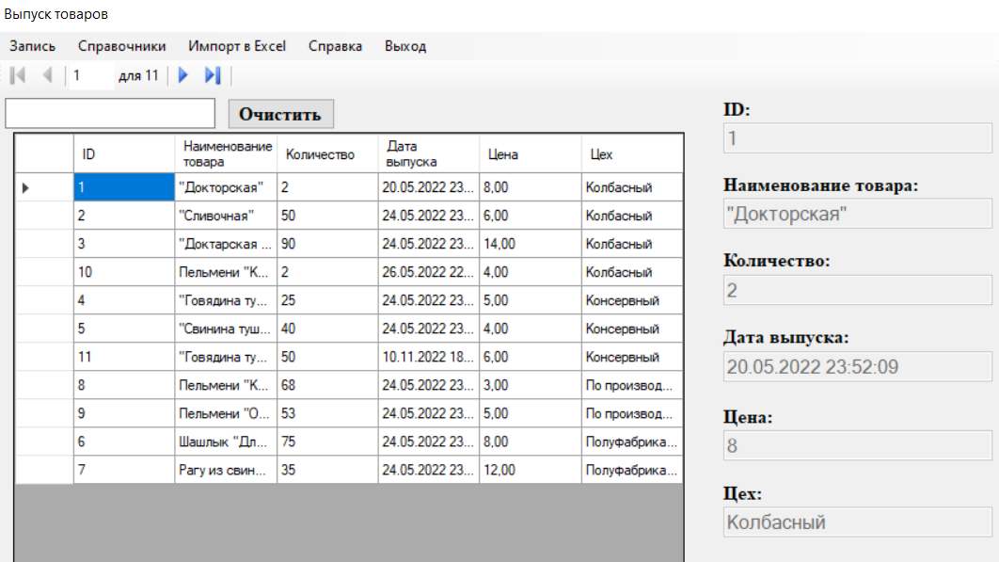 Выпуск товаров
Запись Справочники Импорт в Excel Справка Выход
1 для 11
Очистить
ID Наименование товара Количество Дата выпуска Цена Цех
1 "Докторская" 2 20.05.2022 23... 8,00 Колбасный
2 "Сливочная" 50 24.05.2022 23... 6,00 Колбасный
3 "Доктарская ... 90 24.05.2022 23... 14,00 Колбасный
10 Пельмени "К... 2 26.05.2022 22... 4,00 Колбасный
4 "Говядина ту... 25 24.05.2022 23... 5,00 Консервный
5 "Свинина туш... 40 24.05.2022 23... 4,00 Консервный
11 "Говядина ту... 50 10.11.2022 18... 6,00 Консервный
8 Пельмени "К... 68 24.05.2022 23... 3,00 По производ...
9 Пельмени "О... 53 24.05.2022 23... 5,00 По производ...
6 Шашлык "Дл... 75 24.05.2022 23... 8,00 Полуфабрика...
7 Рагу из свин... 35 24.05.2022 23... 12,00 Полуфабрика...
ID:
1
Наименование товара:
"Докторская"
Количество:
2
Дата выпуска:
20.05.2022 23:52:09
Цена:
8
Цех:
Колбасный